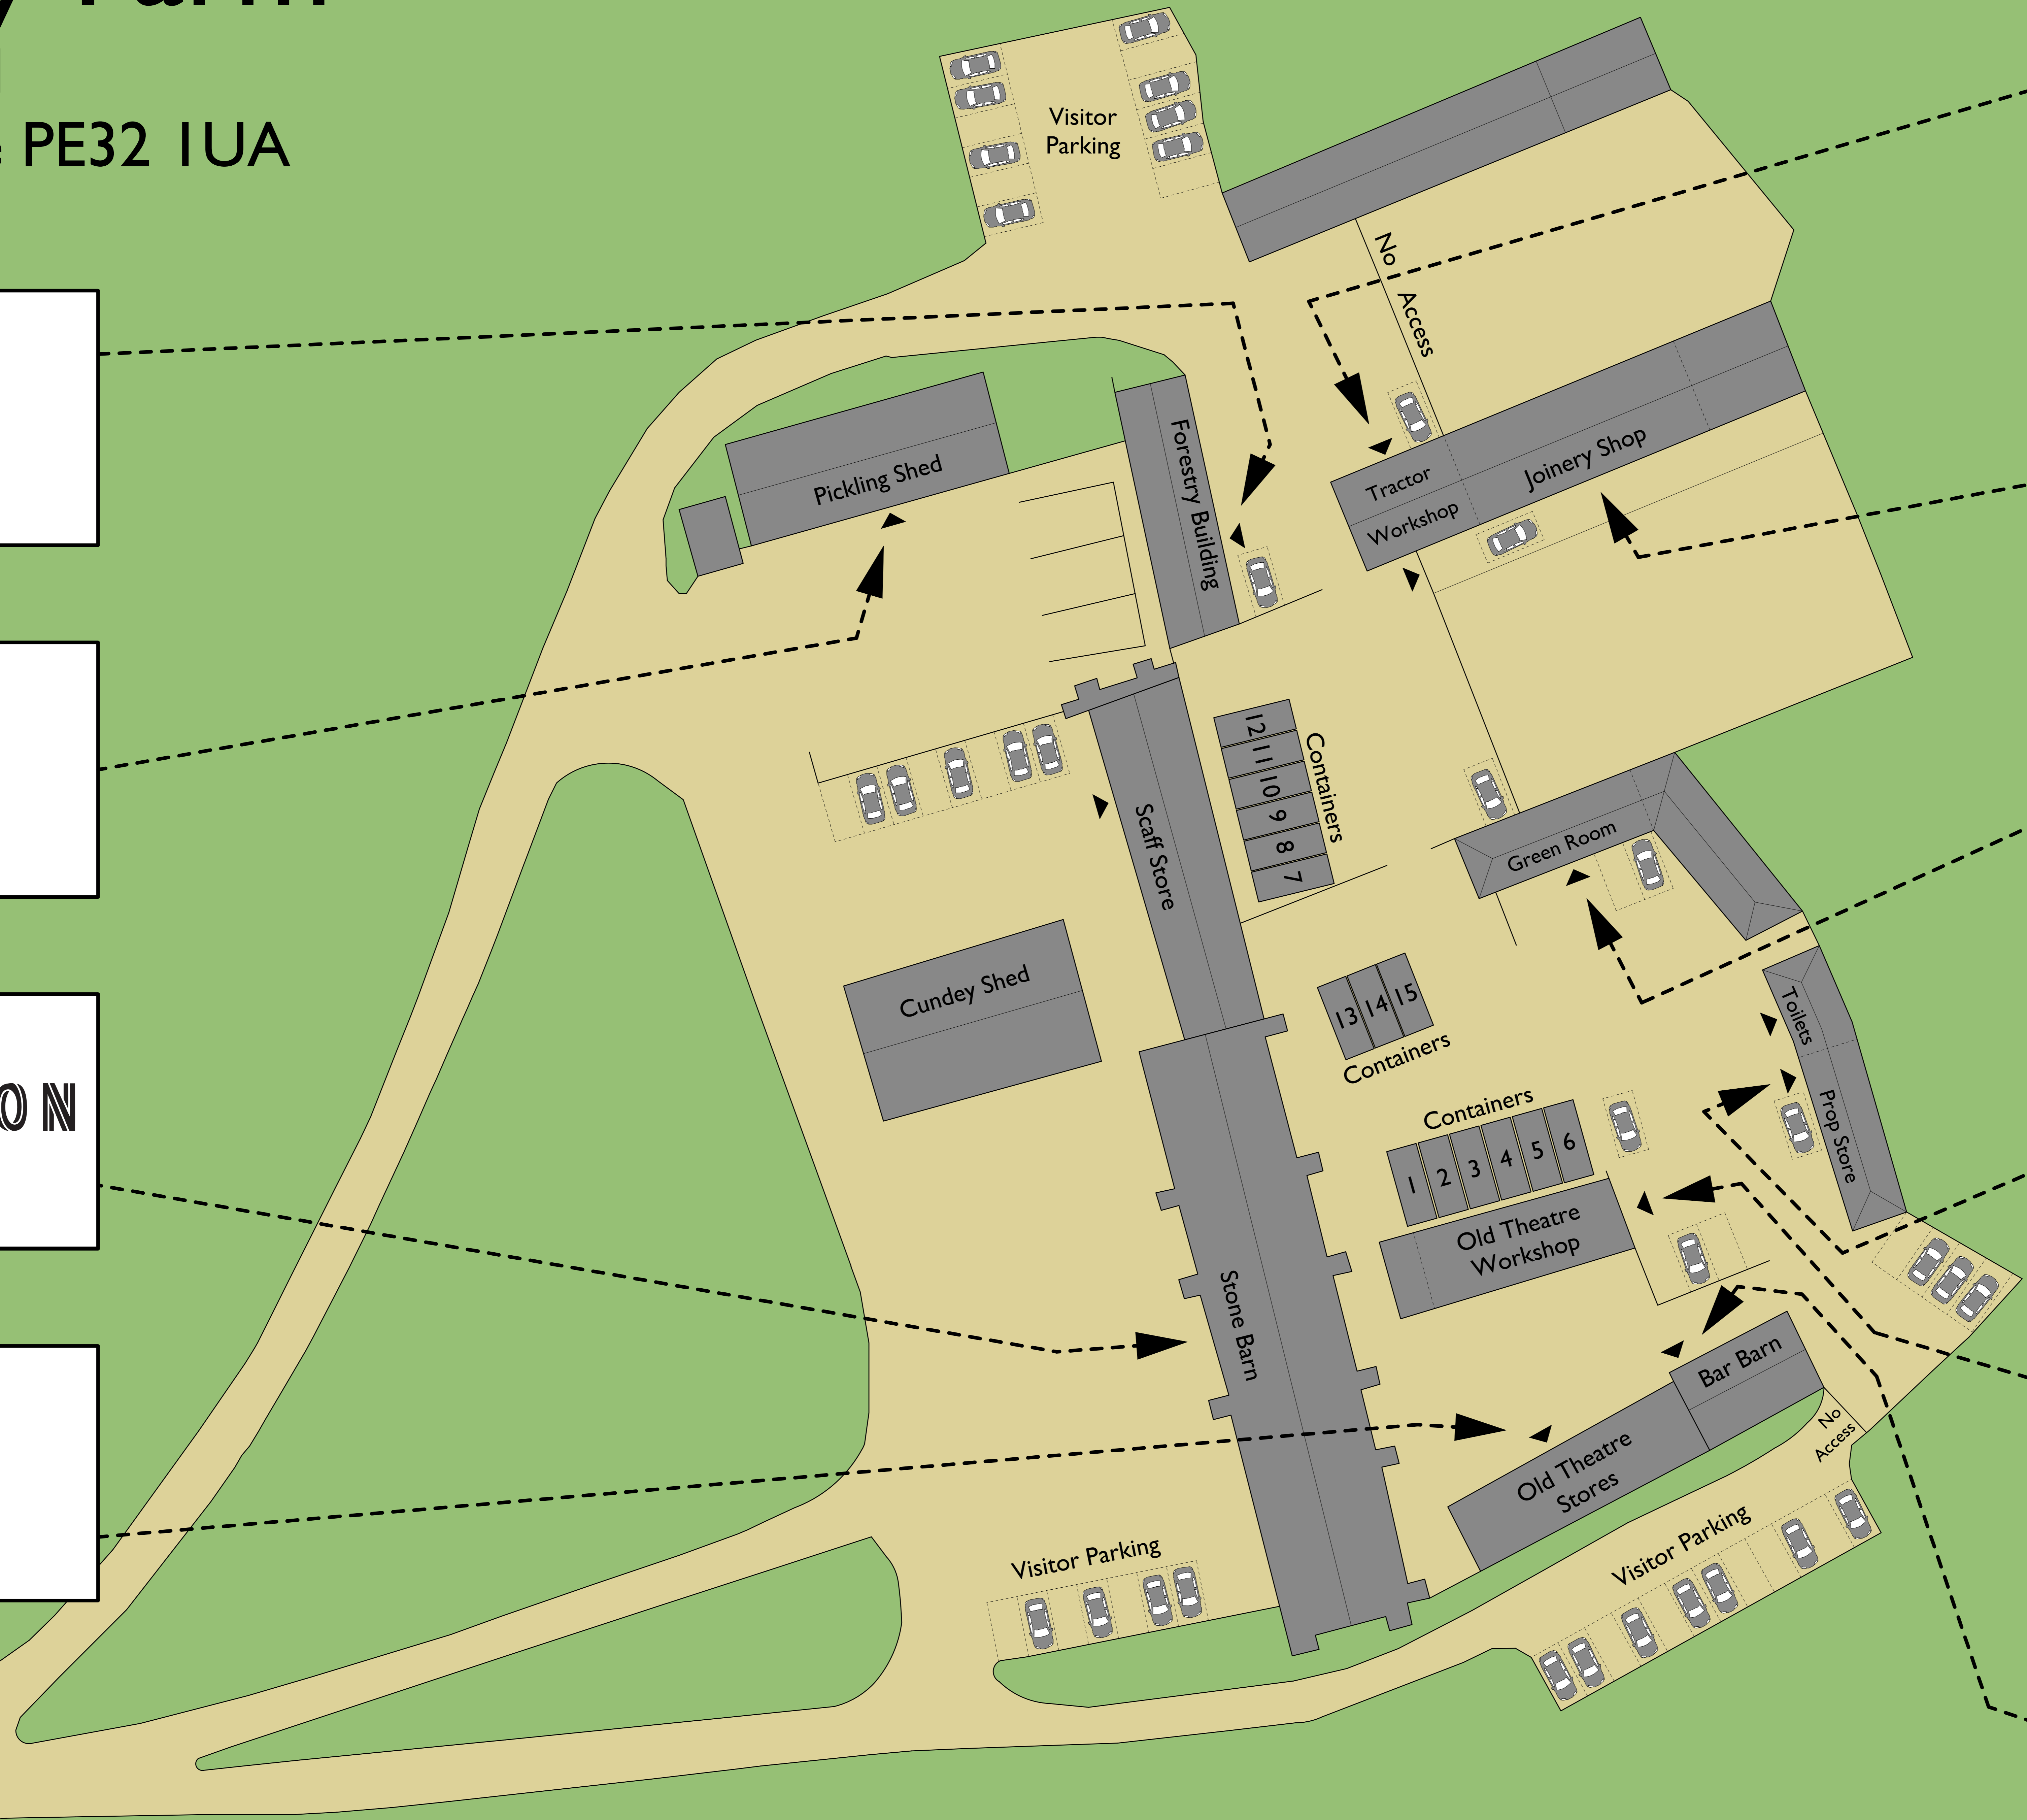 PE32 1UA
Visitor
Parking
No
Access
Forestry Building
Pickling Shed
Tractor
Workshop
Joinery Shop
12
11
10
9
8
7
Containers
Scaff Store
Green Room
Cundey Shed
13
14
15
Containers
Toilets
Prop Store
Containers
1
2
3
4
5
6
Old Theatre
Workshop
Stone Barn
Bar Barn
No
Access
Old Theatre
Stores
Visitor Parking
Visitor Parking